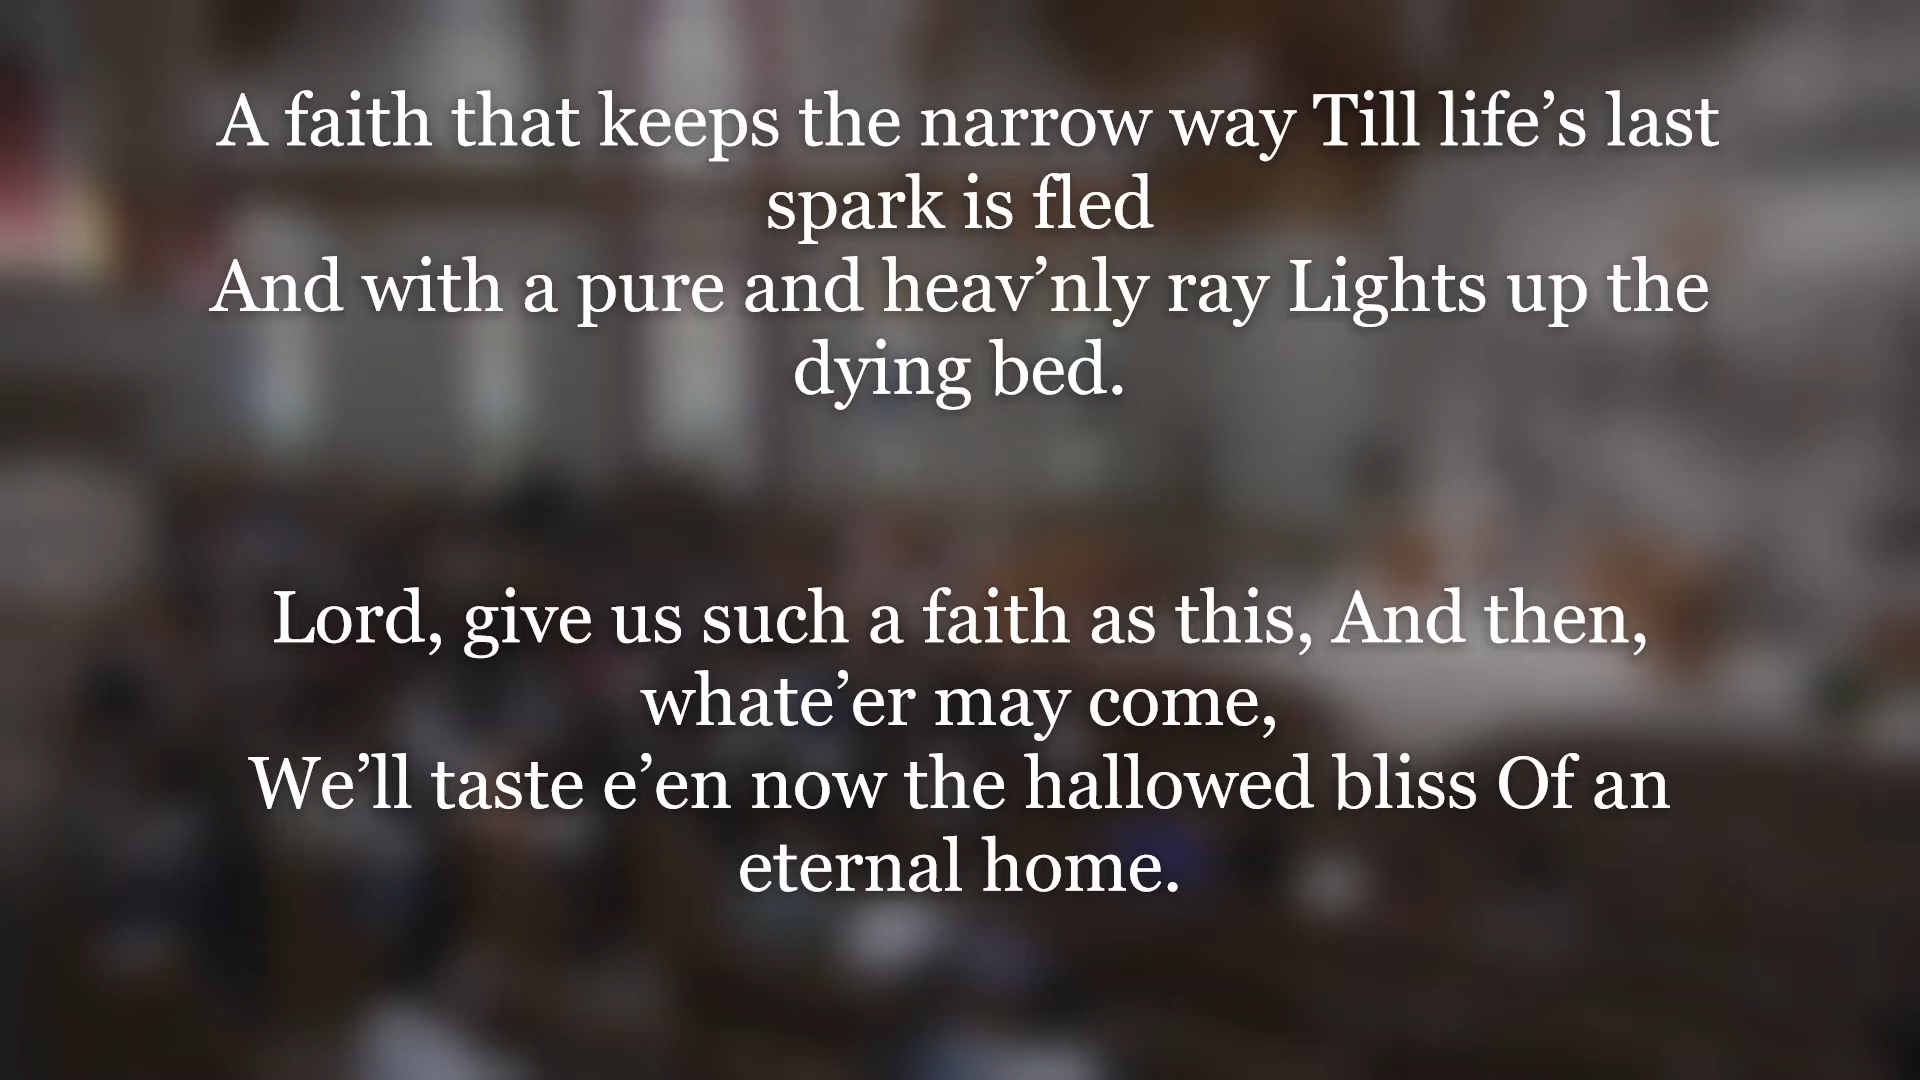 A faith that keeps the narrow way Till life’s last
spark is fled
And with a pure and heav’nly ray Lights up the
dying bed.
Lord, give us such a faith as this, And then,
whate’er may come,
We’ll taste e’en now the hallowed bliss Of an
eternal home.